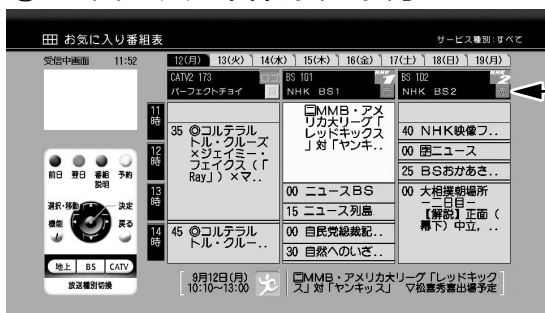 お気に入り番組表
サービス種別:すべて
受信中画面 11:52
12(月) 13(火) 14(水) 15(木) 16(金) 17(土) 18(日) 19(月)
CATV2 173
パーフェクトチョイ
BS 101
NHK BS1
BS 102
NHK BS2
11時
12時
13時
14時
35 ◎コルテラル
トル・クルーズ
×ジェイミー・
フェイクス(「
Ray」)×マ..
45 ◎コルテラル
トル・クルー..
MMB・アメ
リカ大リーグ「
レッドキックス
」対「ヤンキ..
00 ニュースBS
15 ニュース列島
00 自民党総裁記..
30 自然へのいざ..
40 NHK映像フ..
00 ニュース
25 BSおかあさ..
00 大相撲初場所
ー二日目ー
【解説】正面(
幕下)中立,..
前日 翌日 番組説明 予約
選択・移動 決定
機能 戻る
地上 BS CATV
放送種別切換
9月12日(月)
10:10~13:00
MMB・アメリカ大リーグ「レッドキック
ス」対「ヤンキッス」 ▽松喜秀喜出場予定